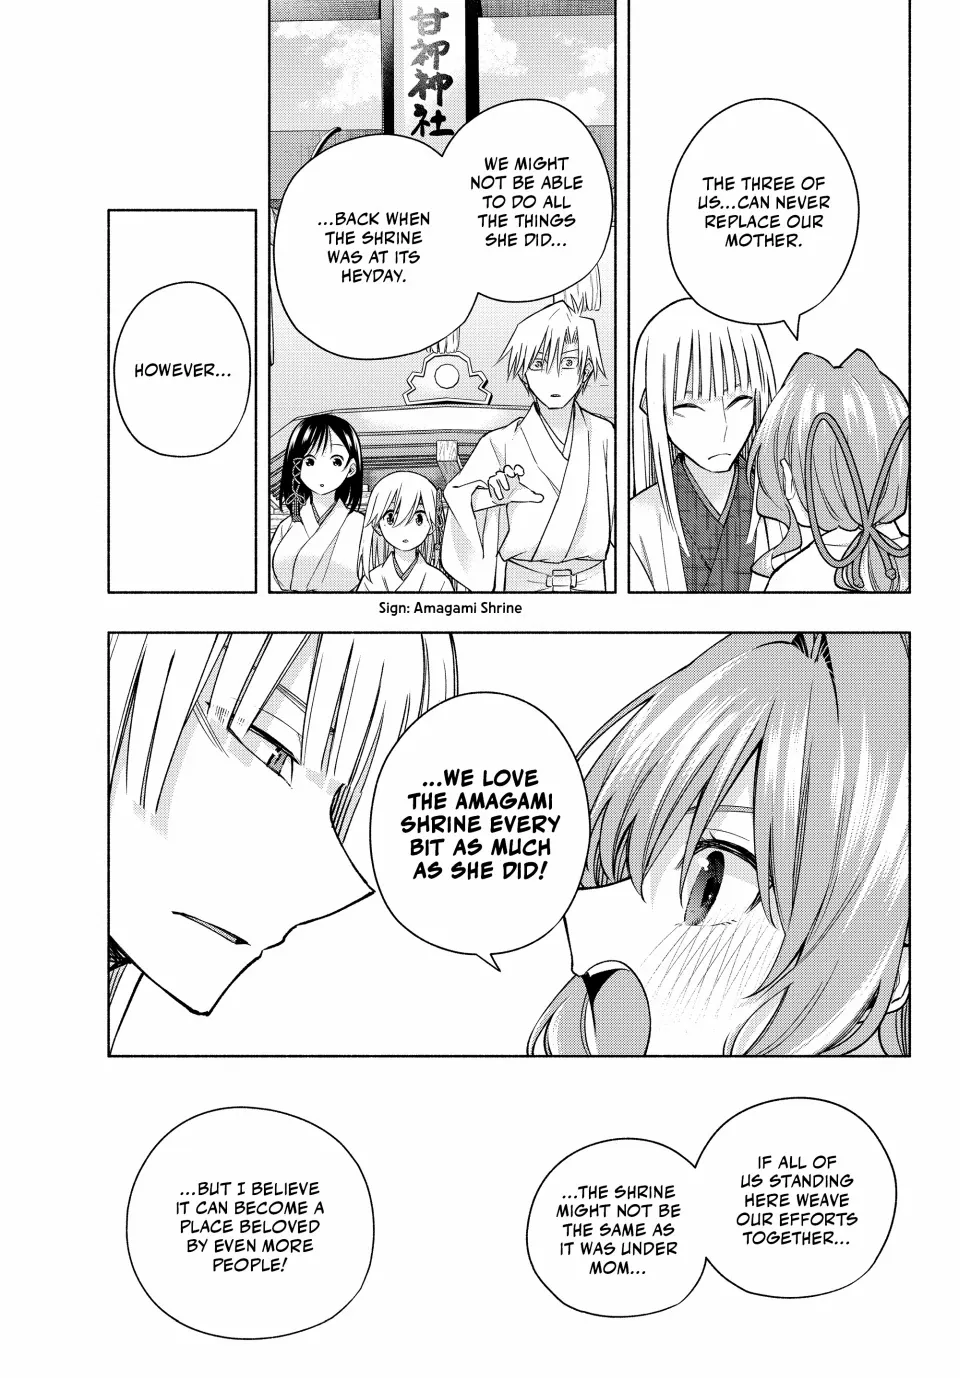 THE THREE OF
US...CAN NEVER
REPLACE OUR
MOTHER.
甘神神社
WE MIGHT
NOT BE ABLE
TO DO ALL
THE THINGS
SHE DID...
...BACK WHEN
THE SHRINE
WAS AT ITS
HEYDAY.
Sign: Amagami Shrine
HOWEVER...
...WE LOVE
THE AMAGAMI
SHRINE EVERY
BIT AS MUCH
AS SHE DID!
IF ALL OF
US STANDING
HERE WEAVE
OUR EFFORTS
TOGETHER...
...THE SHRINE
MIGHT NOT BE
THE SAME AS
IT WAS UNDER
MOM...
...BUT I BELIEVE
IT CAN BECOME A
PLACE BELOVED
BY EVEN MORE
PEOPLE!